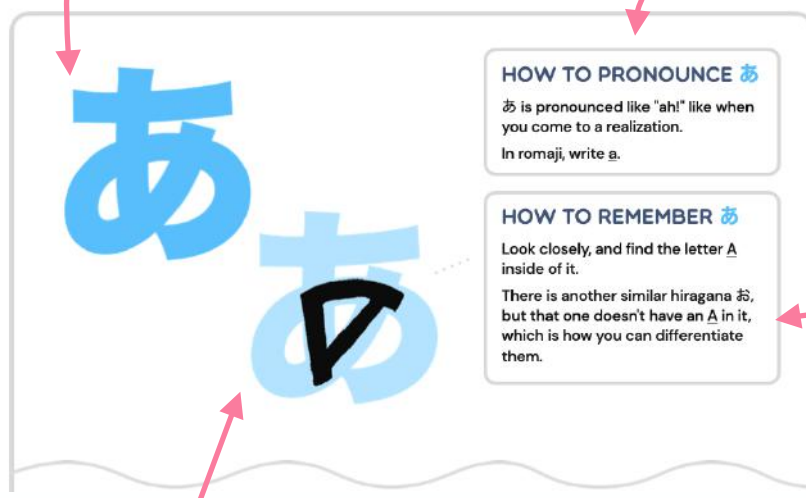 あ
あ
HOW TO PRONOUNCE あ
あ is pronounced like "ah!" like when
you come to a realization.
In romaji, write a.
HOW TO REMEMBER あ
Look closely, and find the letter A
inside of it.
There is another similar hiragana お,
but that one doesn't have an A in it,
which is how you can differentiate
them.